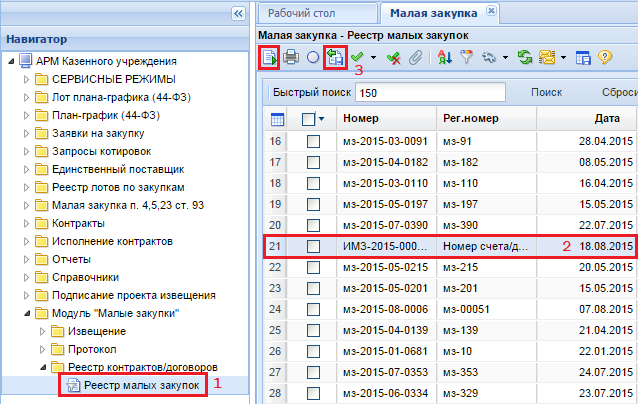 Навигатор
АРМ Казенного учреждения
СЕРВИСНЫЕ РЕЖИМЫ
Лот плана-графика (44-ФЗ)
План-график (44-ФЗ)
Заявки на закупку
Запросы котировок
Единственный поставщик
Реестр лотов по закупкам
Малая закупка п. 4,5,23 ст. 93
Контракты
Исполнение контрактов
Отчеты
Справочники
Подписание проекта извещения
Модуль "Малые закупки"
Извещение
Протокол
Реестр контрактов/договоров
Реестр малых закупок 1
Рабочий стол Малая закупка
Малая закупка - Реестр малых закупок
3
Быстрый поиск 150 Поиск Сброси
Номер Рег.номер Дата
16 мз-2015-03-0091 мз-91 28.04.2015
17 мз-2015-04-0182 мз-182 08.05.2015
18 мз-2015-03-0110 мз-110 16.04.2015
19 мз-2015-05-0197 мз-197 15.05.2015
20 мз-2015-07-0390 мз-390 22.07.2015
21 ИМЗ-2015-000... Номер счета/д... 2 18.08.2015
22 мз-2015-05-0215 мз-215 20.05.2015
23 мз-2015-05-0201 мз-201 15.05.2015
24 мз-2015-08-0006 мз-00051 07.08.2015
25 мз-2015-04-0139 мз-139 21.04.2015
26 мз-2015-01-0681 мз-10 22.01.2015
27 мз-2015-07-0353 мз-353 24.07.2015
28 мз-2015-06-0334 мз-329 23.07.2015